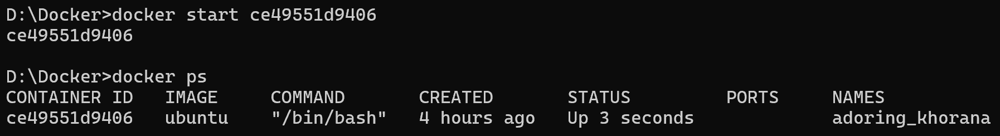 D:\Docker>docker start ce49551d9406
ce49551d9406
D:\Docker>docker ps
CONTAINER ID   IMAGE     COMMAND       CREATED       STATUS         PORTS     NAMES
ce49551d9406   ubuntu    "/bin/bash"   4 hours ago   Up 3 seconds             adoring_khorana